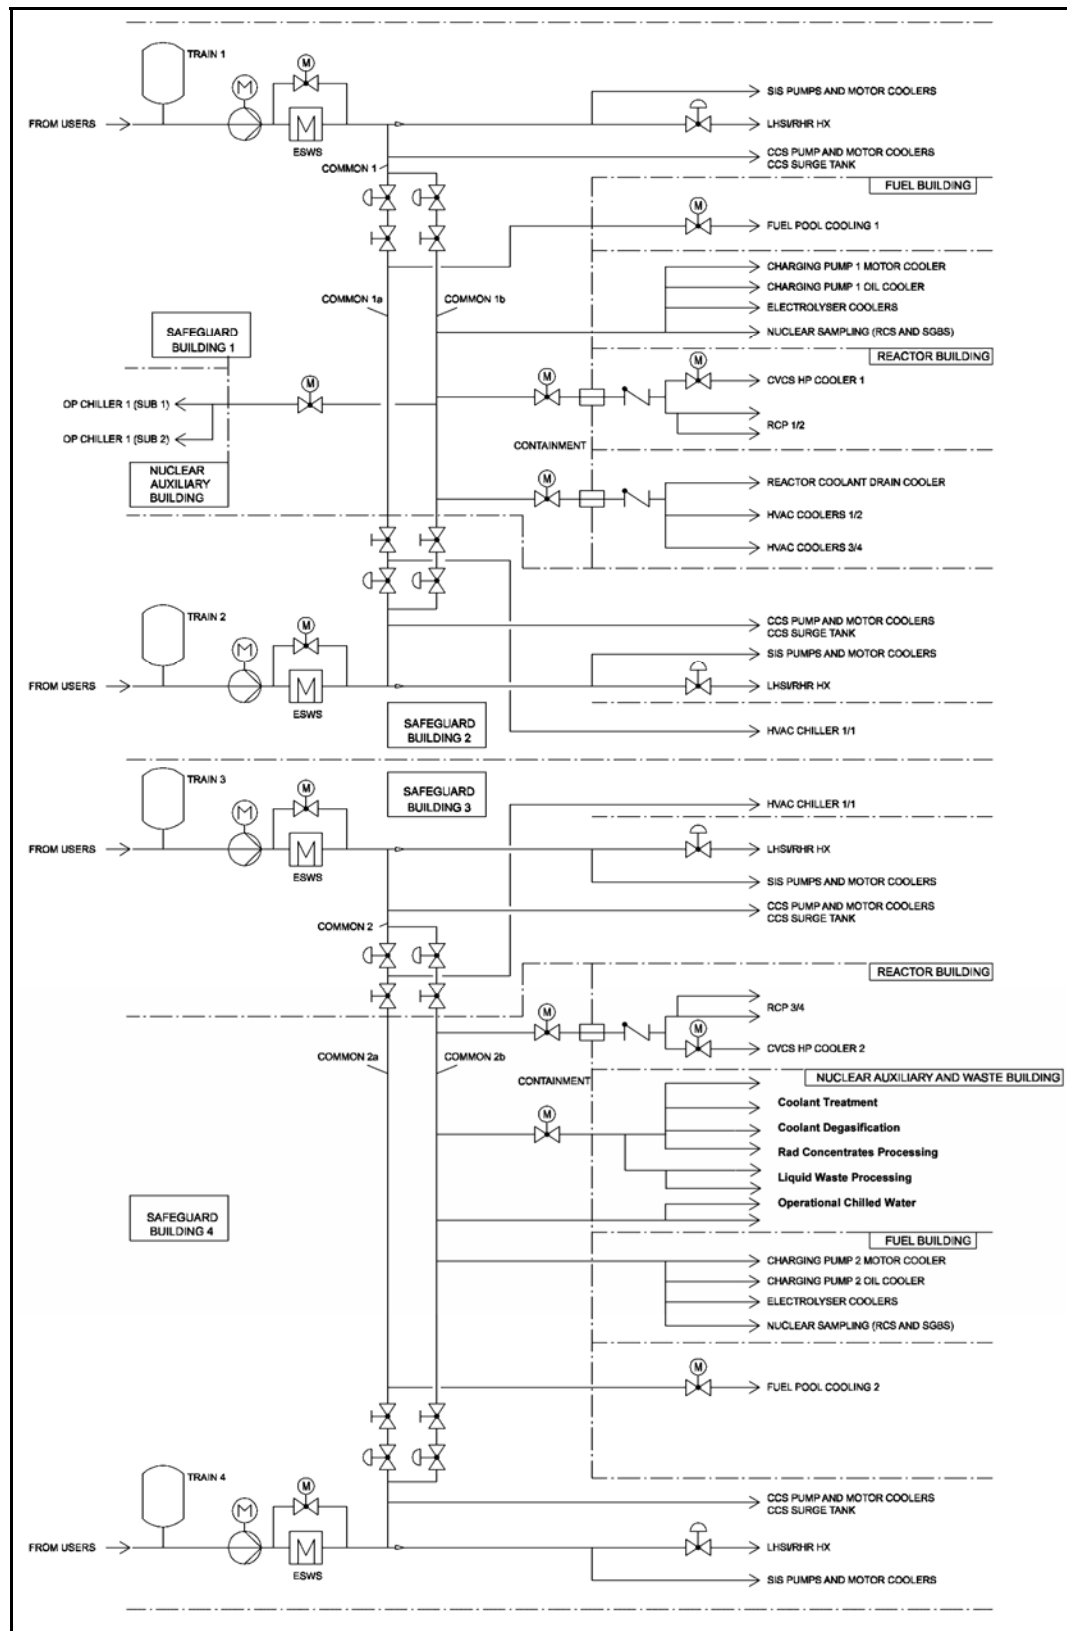 TRAIN 1
M
M
SIS PUMPS AND MOTOR COOLERS
FROM USERS
M
LHSI/RHR HX
ESWS
CCS PUMP AND MOTOR COOLERS
CCS SURGE TANK
COMMON 1
FUEL BUILDING
M
FUEL POOL COOLING 1
CHARGING PUMP 1 MOTOR COOLER
CHARGING PUMP 1 OIL COOLER
COMMON 1a
COMMON 1b
ELECTROLYSER COOLERS
SAFEGUARD
BUILDING 1
NUCLEAR SAMPLING (RCS AND SGBS)
REACTOR BUILDING
M
M
M
CVCS HP COOLER 1
OP CHILLER 1 (SUB 1)
RCP 1/2
OP CHILLER 1 (SUB 2)
CONTAINMENT
NUCLEAR
AUXILIARY
BUILDING
M
REACTOR COOLANT DRAIN COOLER
HVAC COOLERS 1/2
HVAC COOLERS 3/4
TRAIN 2
M
M
CCS PUMP AND MOTOR COOLERS
CCS SURGE TANK
SIS PUMPS AND MOTOR COOLERS
FROM USERS
M
LHSI/RHR HX
ESWS
SAFEGUARD
BUILDING 2
HVAC CHILLER 1/1
TRAIN 3
M
M
SAFEGUARD
BUILDING 3
HVAC CHILLER 1/1
FROM USERS
M
LHSI/RHR HX
ESWS
SIS PUMPS AND MOTOR COOLERS
CCS PUMP AND MOTOR COOLERS
CCS SURGE TANK
COMMON 2
REACTOR BUILDING
M
RCP 3/4
M
CVCS HP COOLER 2
COMMON 2a
COMMON 2b
CONTAINMENT
NUCLEAR AUXILIARY AND WASTE BUILDING
M
Coolant Treatment
Coolant Degasification
Rad Concentrates Processing
Liquid Waste Processing
Operational Chilled Water
SAFEGUARD
BUILDING 4
FUEL BUILDING
CHARGING PUMP 2 MOTOR COOLER
CHARGING PUMP 2 OIL COOLER
ELECTROLYSER COOLERS
NUCLEAR SAMPLING (RCS AND SGBS)
M
FUEL POOL COOLING 2
TRAIN 4
M
M
CCS PUMP AND MOTOR COOLERS
CCS SURGE TANK
FROM USERS
M
LHSI/RHR HX
ESWS
SIS PUMPS AND MOTOR COOLERS